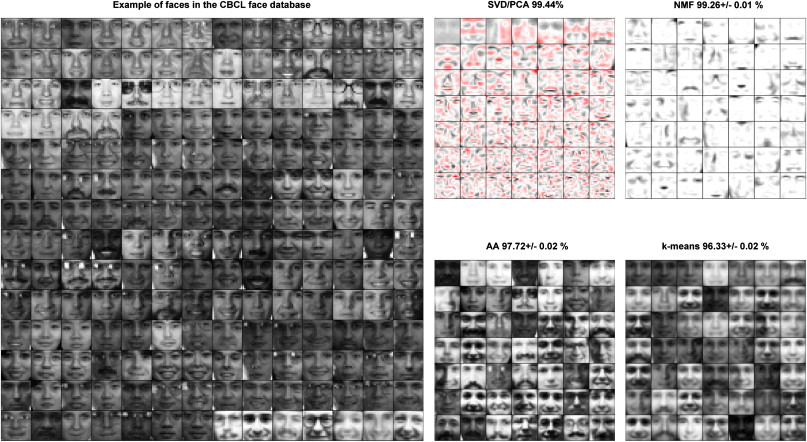 Example of faces in the CBCL face database
SVD/PCA 99.44%
NMF 99.26+/- 0.01 %
AA 97.72+/- 0.02 %
k-means 96.33+/- 0.02 %